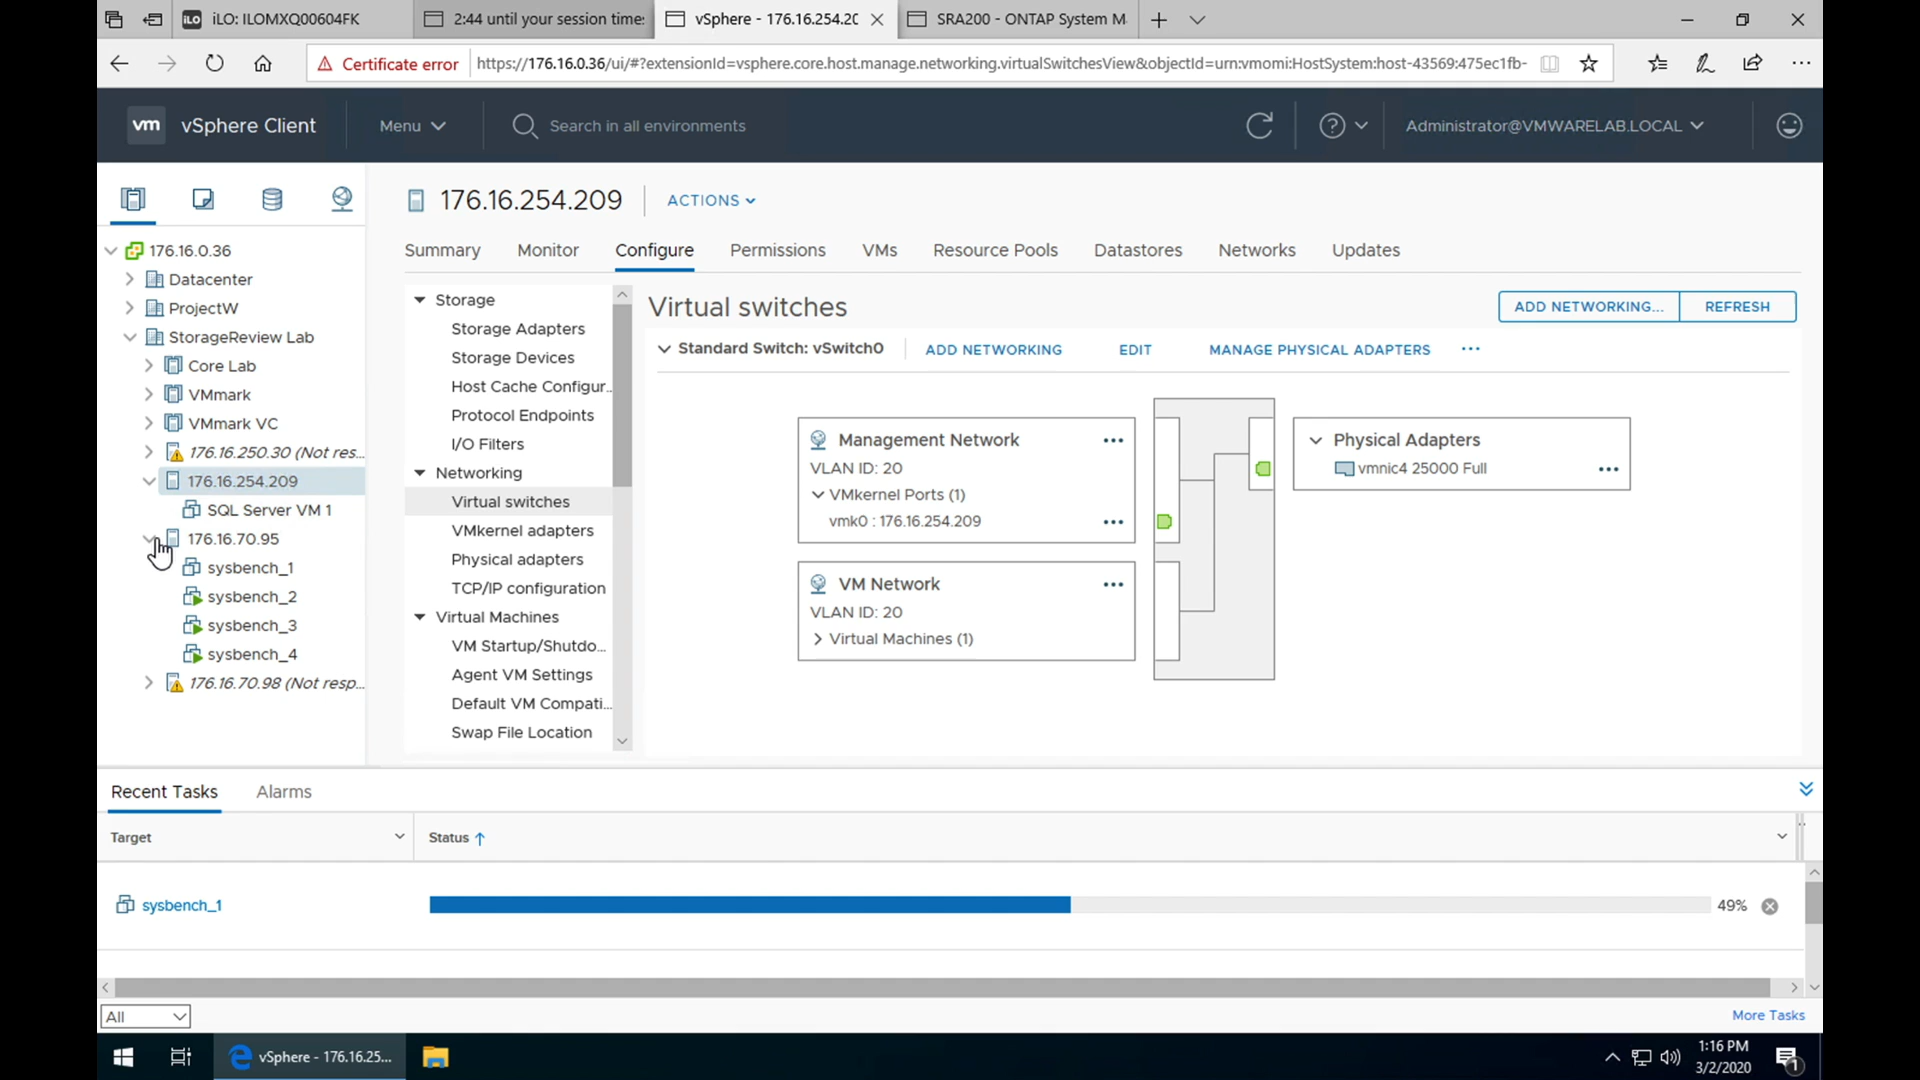 iLO iLO: ILOMXQ00604FK
2:44 until your session time
vSphere - 176.16.254.20
SRA200 - ONTAP System M
Certificate error
https://176.16.0.36/ui/#?extensionId=vsphere.core.host.manage.networking.virtualSwitchesView&objectId=urn:vmomi:HostSystem:host-43569:475ec1fb-
vm vSphere Client
Menu
Search in all environments
Administrator@VMWARELAB.LOCAL
176.16.0.36
Datacenter
ProjectW
StorageReview Lab
Core Lab
VMmark
VMmark VC
176.16.250.30 (Not res...
176.16.254.209
SQL Server VM 1
176.16.70.95
sysbench_1
sysbench_2
sysbench_3
sysbench_4
176.16.70.98 (Not resp...
176.16.254.209
ACTIONS
Summary
Monitor
Configure
Permissions
VMs
Resource Pools
Datastores
Networks
Updates
Storage
Storage Adapters
Storage Devices
Host Cache Configur...
Protocol Endpoints
I/O Filters
Networking
Virtual switches
VMkernel adapters
Physical adapters
TCP/IP configuration
Virtual Machines
VM Startup/Shutdo...
Agent VM Settings
Default VM Compati...
Swap File Location
Virtual switches
ADD NETWORKING...
REFRESH
Standard Switch: vSwitch0
ADD NETWORKING
EDIT
MANAGE PHYSICAL ADAPTERS
...
Management Network
...
VLAN ID: 20
VMkernel Ports (1)
vmk0 : 176.16.254.209
...
VM Network
...
VLAN ID: 20
Virtual Machines (1)
Physical Adapters
vmnic4 25000 Full
...
Recent Tasks
Alarms
Target
Status
sysbench_1
49%
All
More Tasks
vSphere - 176.16.25...
1:16 PM
3/2/2020
1